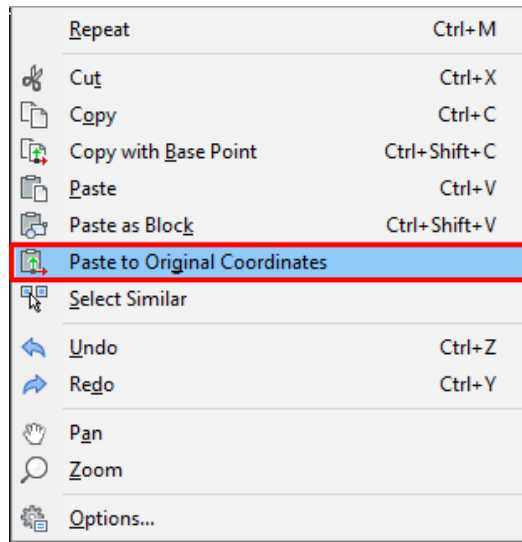 Repeat Ctrl+M
Cut Ctrl+X
Copy Ctrl+C
Copy with Base Point Ctrl+Shift+C
Paste Ctrl+V
Paste as Block Ctrl+Shift+V
Paste to Original Coordinates
Select Similar
Undo Ctrl+Z
Redo Ctrl+Y
Pan
Zoom
Options...